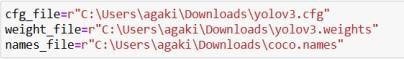 cfg_file=r"C:\Users\agaki\Downloads\yolov3.cfg"
weight_file=r"C:\Users\agaki\Downloads\yolov3.weights"
names_file=r"C:\Users\agaki\Downloads\coco.names"